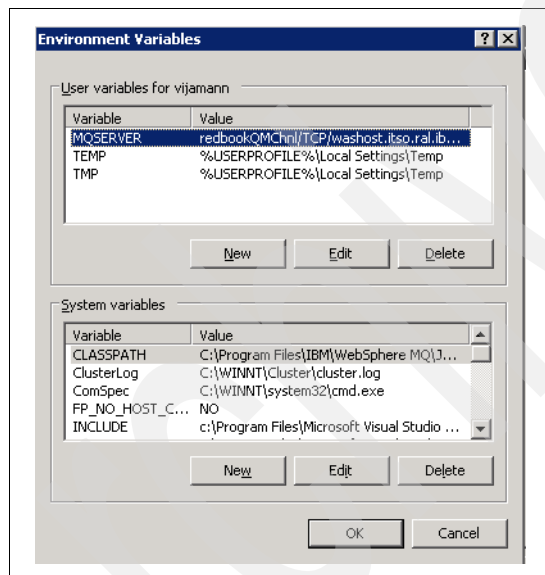 Environment Variables
User variables for vijamann
Variable Value
MQSERVER redbookQMChnl/TCP/washost.itso.ral.ib...
TEMP %USERPROFILE%\Local Settings\Temp
TMP %USERPROFILE%\Local Settings\Temp
New Edit Delete
System variables
Variable Value
CLASSPATH C:\Program Files\IBM\WebSphere MQ\J...
ClusterLog C:\WINNT\Cluster\cluster.log
ComSpec C:\WINNT\system32\cmd.exe
FP_NO_HOST_C... NO
INCLUDE c:\Program Files\Microsoft Visual Studio ...
New Edit Delete
OK Cancel